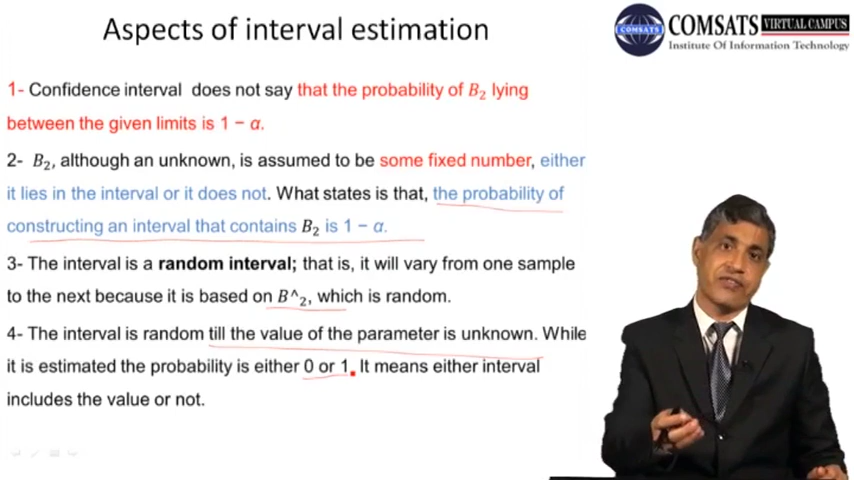 Aspects of interval estimation
COMSATS
COMSATS VIRTUAL CAMPUS
Institute Of Information Technology
1- Confidence interval does not say that the probability of B₂ lying
between the given limits is 1 − α.
2- B₂, although an unknown, is assumed to be some fixed number, either
it lies in the interval or it does not. What states is that, the probability of
constructing an interval that contains B₂ is 1 − α.
3- The interval is a random interval; that is, it will vary from one sample
to the next because it is based on B^₂, which is random.
4- The interval is random till the value of the parameter is unknown. While
it is estimated the probability is either 0 or 1. It means either interval
includes the value or not.